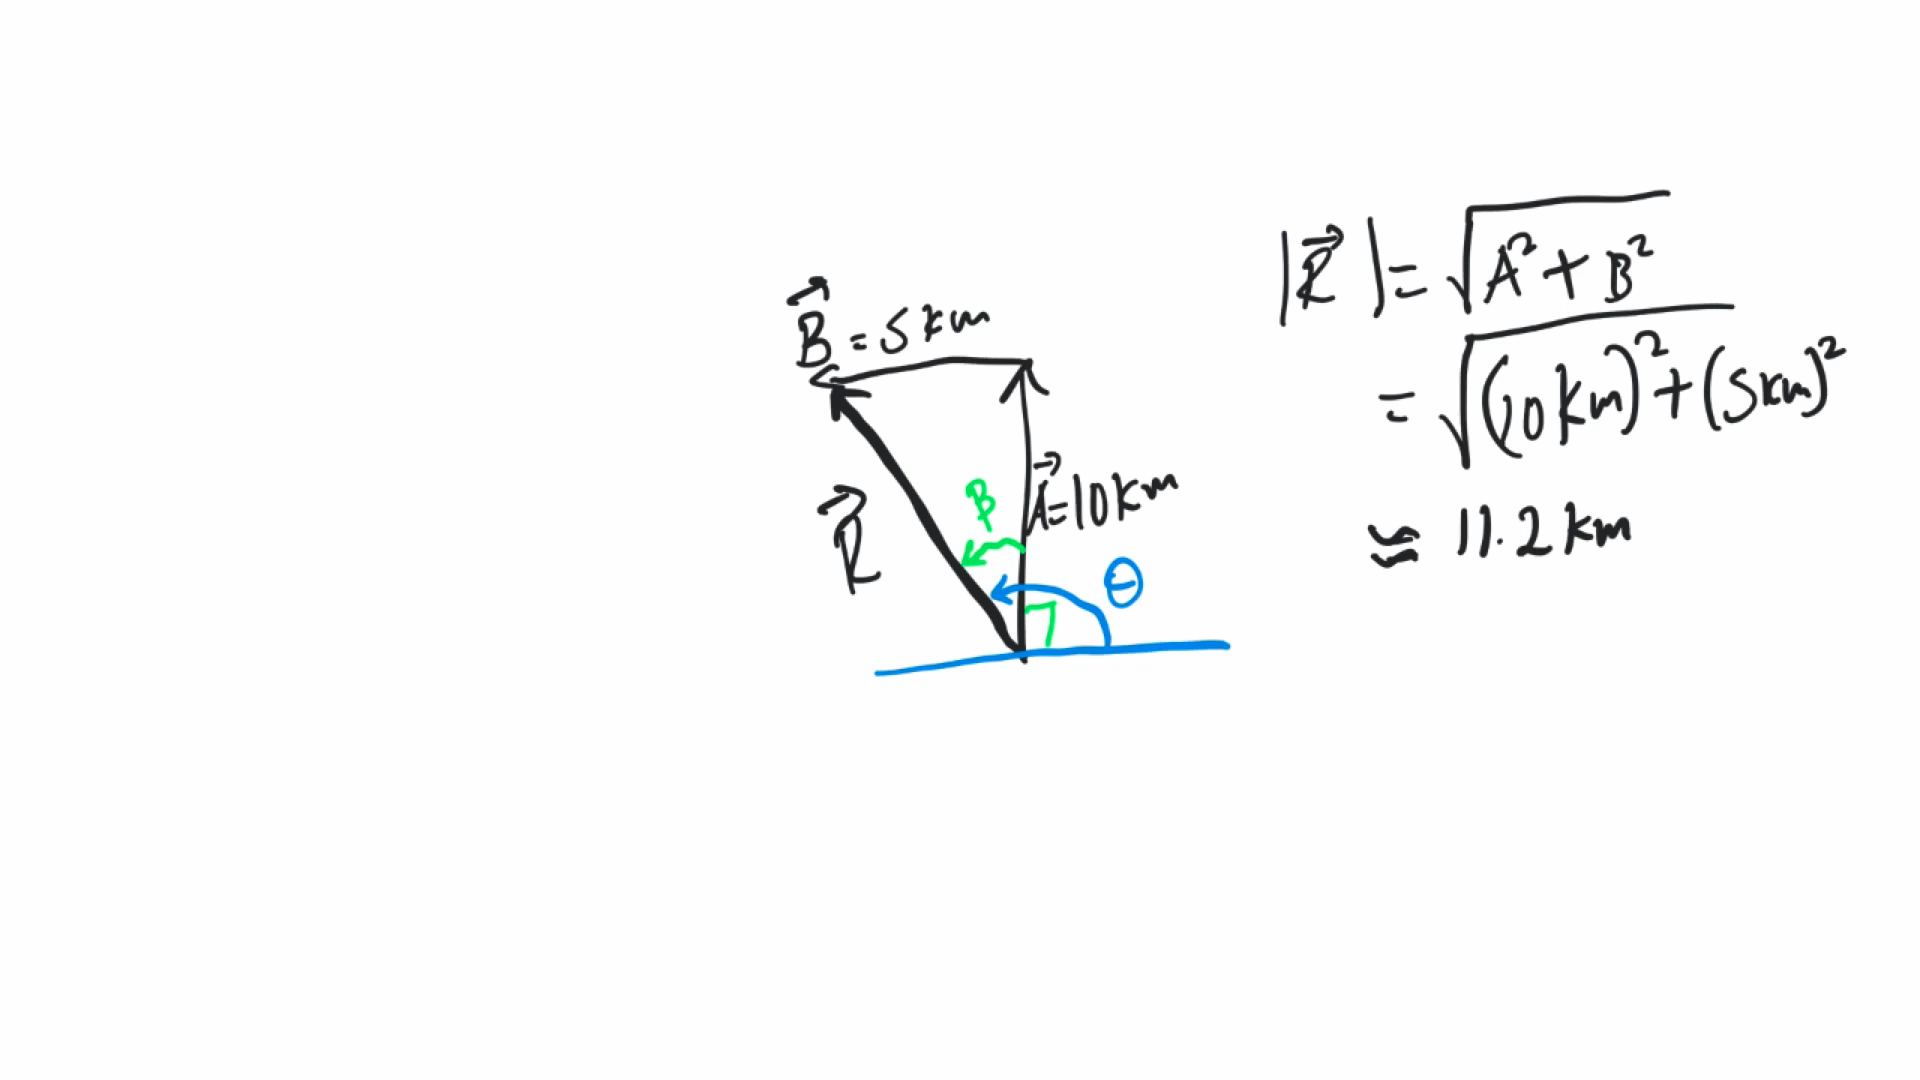 B⃗ = 5 km
R⃗
β
A⃗ = 10 km
θ
|R⃗| = √(A² + B²)
= √((10 km)² + (5 km)²)
≈ 11.2 km